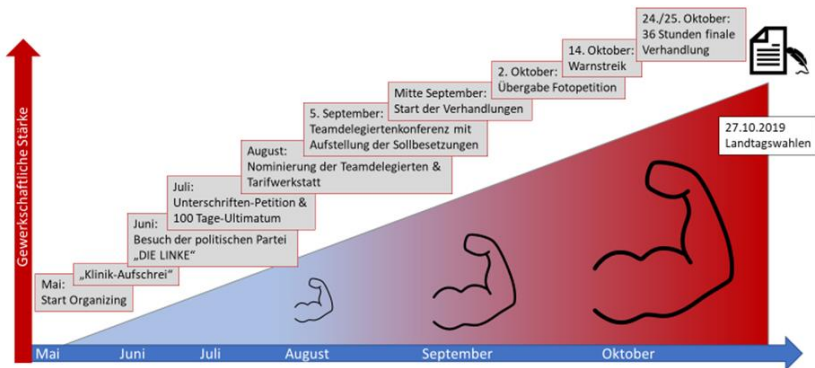 24./25. Oktober:
36 Stunden finale
Verhandlung
14. Oktober:
Warnstreik
2. Oktober:
Übergabe Fotopetition
Mitte September:
Start der Verhandlungen
5. September:
Teamdelegiertenkonferenz mit
Aufstellung der Sollbesetzungen
August:
Nominierung der Teamdelegierten &
Tarifwerkstatt
Juli:
Unterschriften-Petition &
100 Tage-Ultimatum
Juni:
Besuch der politischen Partei
„DIE LINKE“
„Klinik-Aufschrei“
Mai:
Start Organizing
27.10.2019
Landtagswahlen
Gewerkschaftliche Stärke
Mai Juni Juli August September Oktober